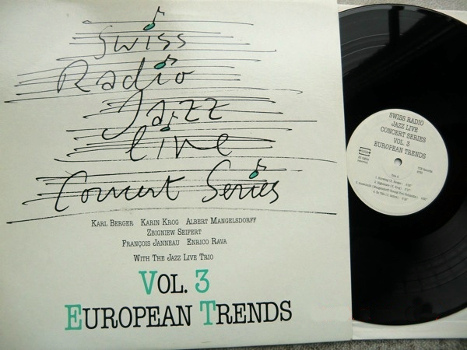 Swiss
Radio
Jazz
Live
Concert Series
KARL BERGER KARIN KROG ALBERT MANGELSDORFF
ZBIGNIEW SEIFERT
FRANÇOIS JANNEAU ENRICO RAVA
WITH THE JAZZ LIVE TRIO
VOL. 3
EUROPEAN TRENDS
SWISS RADIO
JAZZ LIVE
CONCERT SERIES
VOL. 3
EUROPEAN TRENDS